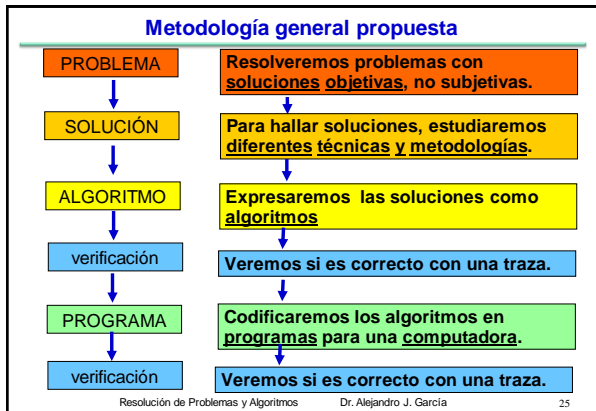 Metodología general propuesta
PROBLEMA
Resolveremos problemas con
soluciones objetivas, no subjetivas.
SOLUCIÓN
Para hallar soluciones, estudiaremos
diferentes técnicas y metodologías.
ALGORITMO
Expresaremos las soluciones como
algoritmos
verificación
Veremos si es correcto con una traza.
PROGRAMA
Codificaremos los algoritmos en
programas para una computadora.
verificación
Veremos si es correcto con una traza.
Resolución de Problemas y Algoritmos Dr. Alejandro J. García 25